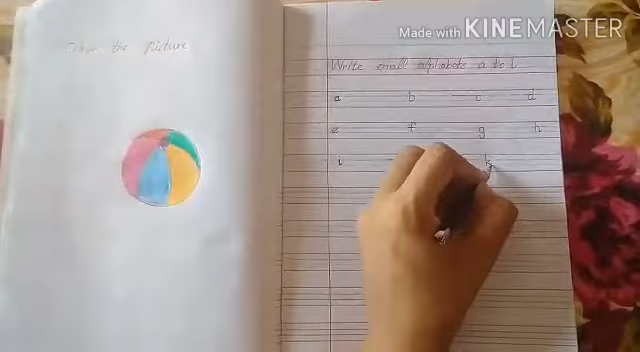 Made with KINEMASTER
Colour the picture
Write small alphabets a to l
a b c d
e f g h
i k